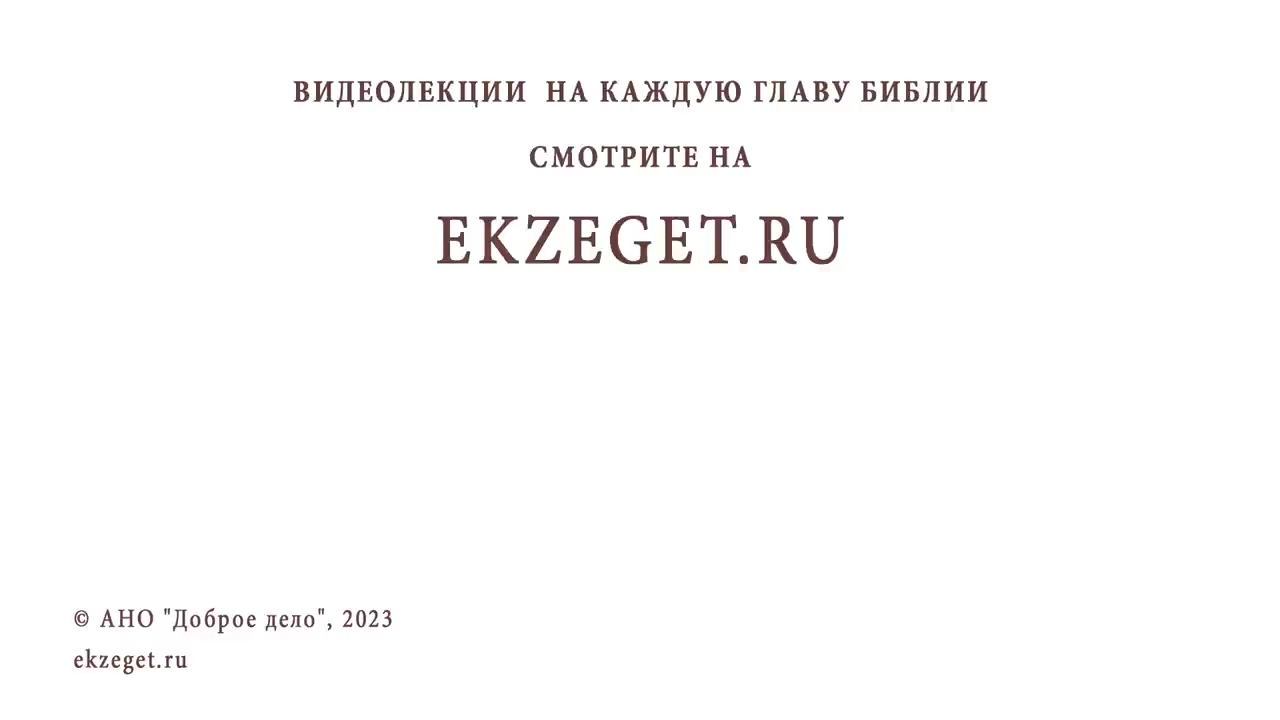 ВИДЕОЛЕКЦИИ НА КАЖДУЮ ГЛАВУ БИБЛИИ
СМОТРИТЕ НА
EKZEGET.RU
© АНО "Доброе дело", 2023
ekzeget.ru